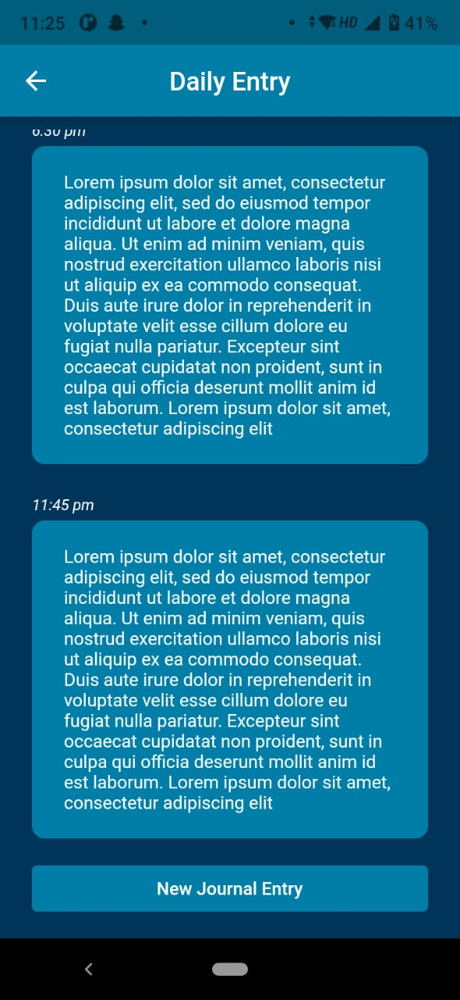 11:25
HD
41%
Daily Entry
6.30 pm
Lorem ipsum dolor sit amet, consectetur
adipiscing elit, sed do eiusmod tempor
incididunt ut labore et dolore magna
aliqua. Ut enim ad minim veniam, quis
nostrud exercitation ullamco laboris nisi
ut aliquip ex ea commodo consequat.
Duis aute irure dolor in reprehenderit in
voluptate velit esse cillum dolore eu
fugiat nulla pariatur. Excepteur sint
occaecat cupidatat non proident, sunt in
culpa qui officia deserunt mollit anim id
est laborum. Lorem ipsum dolor sit amet,
consectetur adipiscing elit
11:45 pm
Lorem ipsum dolor sit amet, consectetur
adipiscing elit, sed do eiusmod tempor
incididunt ut labore et dolore magna
aliqua. Ut enim ad minim veniam, quis
nostrud exercitation ullamco laboris nisi
ut aliquip ex ea commodo consequat.
Duis aute irure dolor in reprehenderit in
voluptate velit esse cillum dolore eu
fugiat nulla pariatur. Excepteur sint
occaecat cupidatat non proident, sunt in
culpa qui officia deserunt mollit anim id
est laborum. Lorem ipsum dolor sit amet,
consectetur adipiscing elit
New Journal Entry